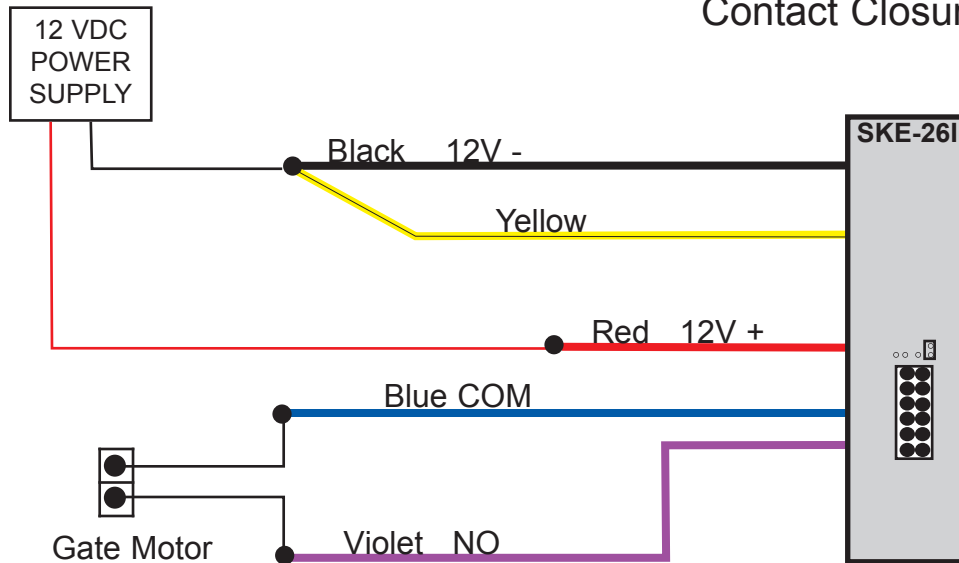 Contact Closur
12 VDC
POWER
SUPPLY
SKE-26I
Black 12V -
Yellow
Red 12V +
Blue COM
Violet NO
Gate Motor